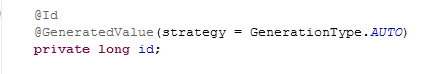 @Id
@GeneratedValue(strategy = GenerationType.AUTO)
private long id;